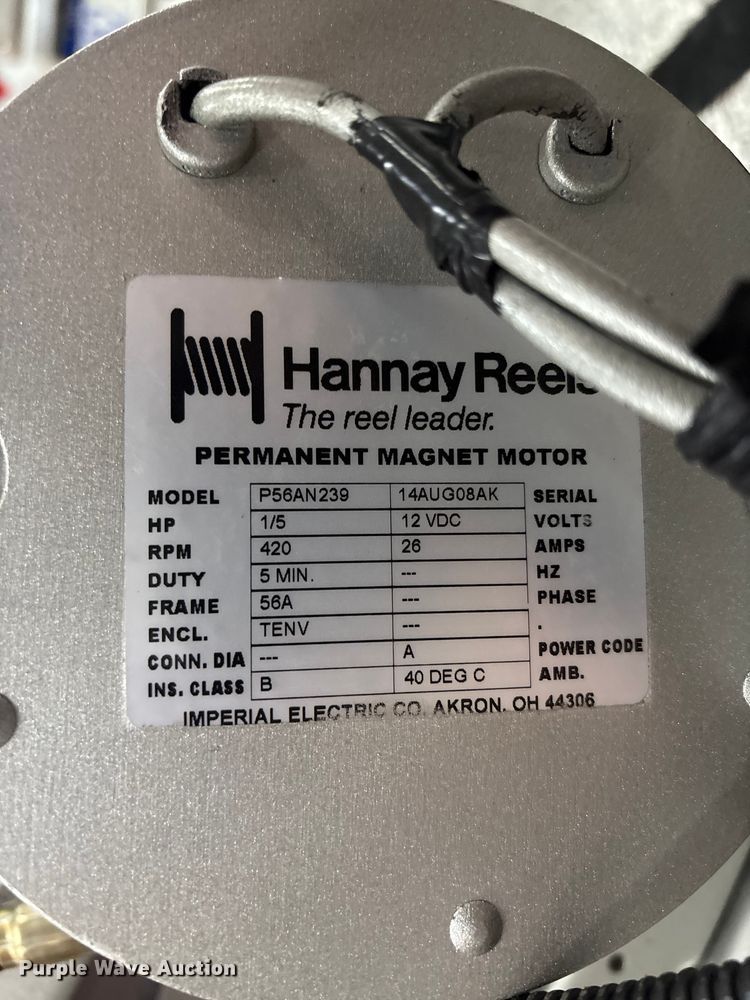 Hannay Reels
The reel leader.
PERMANENT MAGNET MOTOR
MODEL P56AN239 14AUG08AK SERIAL
HP 1/5 12 VDC VOLTS
RPM 420 26 AMPS
DUTY 5 MIN. --- HZ
FRAME 56A --- PHASE
ENCL. TENV --- .
CONN. DIA --- A POWER CODE
INS. CLASS B 40 DEG C AMB.
IMPERIAL ELECTRIC CO. AKRON. OH 44306
Purple Wave Auction